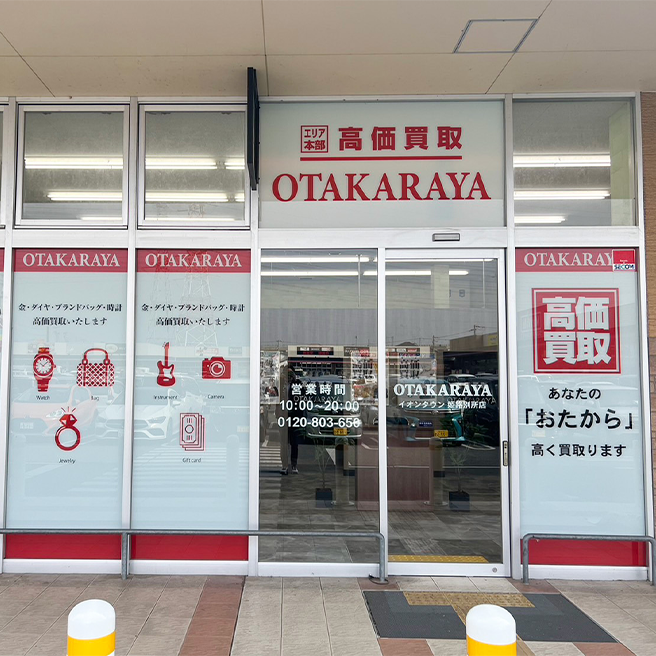 エリア
本部
高価買取
OTAKARAYA
OTAKARAYA
金・ダイヤ・ブランドバッグ・時計
高価買取いたします
Watch
Bag
Jewelry
OTAKARAYA
金・ダイヤ・ブランドバッグ・時計
高価買取いたします
Instrument
Camera
Gift card
営業時間
10:00~20:00
0120-803-656
OTAKARAYA
イオンタウン 姫路別所店
OTAKARAYA
SECOM
高価
買取
あなたの
「おたから」
高く買取ります